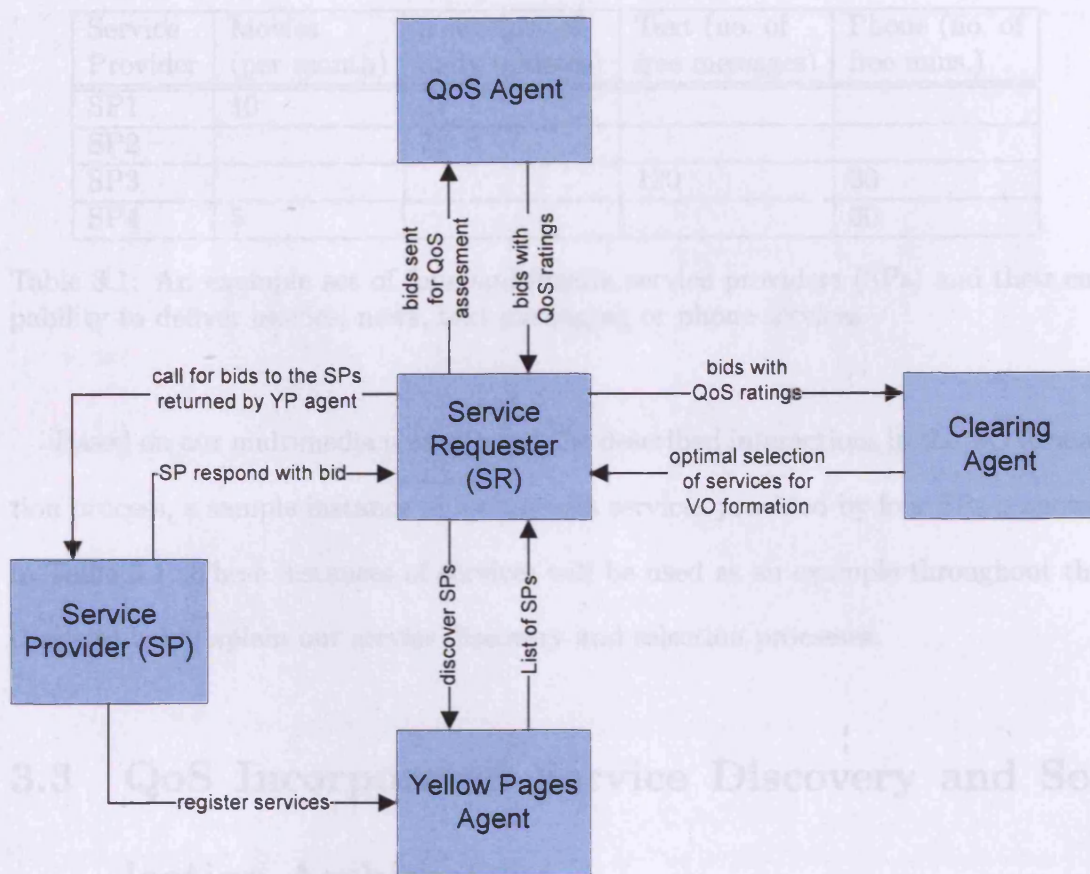 Service
Provider
Movies
(per month)
Text (no. of
free messages)
Phone (no. of
free mins.)
SP1 10
SP2
SP3 120 30
SP4 5 60
QoS Agent
bids sent
for QoS
assessment
bids with
QoS ratings
Table 3.1: An example set of service providers (SPs) and their ca
pability to deliver movies, news, text messaging or phone services
call for bids to the SPs
returned by YP agent
bids with
QoS ratings
Service
Requester
(SR)
Clearing
Agent
SP respond with bid
optimal selection
of services for
VO formation
Based on our multimedia described interactions in the
tion process, a sample instance of services by four SPs
in Table 3.1. These instances of services will be used as an example throughout th
explain our service discovery and selection processes.
Service
Provider (SP)
discover SPs
List of SPs
3.3 QoS Service Discovery and Se
register services
Yellow Pages
Agent